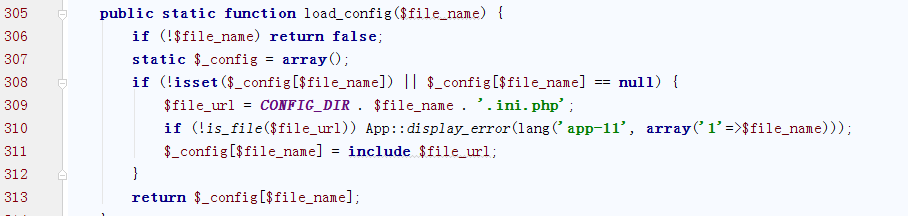 305 public static function load_config($file_name) {
306 if (!$file_name) return false;
307 static $_config = array();
308 if (!isset($_config[$file_name]) || $_config[$file_name] == null) {
309 $file_url = CONFIG_DIR . $file_name . '.ini.php';
310 if (!is_file($file_url)) App::display_error(lang('app-11', array('1'=>$file_name)));
311 $_config[$file_name] = include $file_url;
312 }
313 return $_config[$file_name];